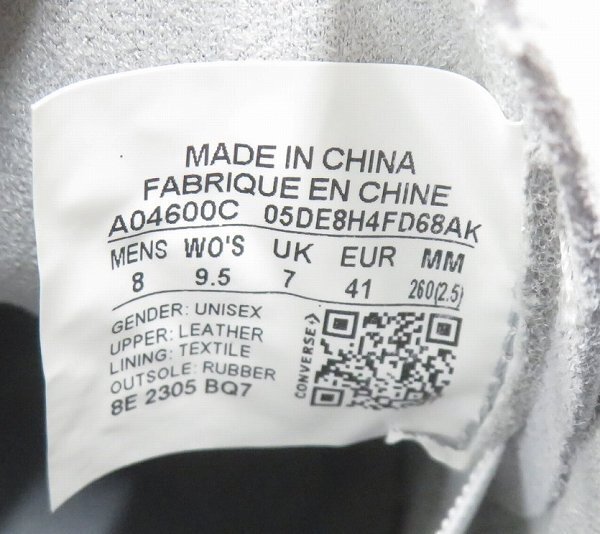 MADE IN CHINA
FABRIQUE EN CHINE
A04600C 05DE8H4FD68AK
MENS WO'S UK EUR MM
8 9.5 7 41 260(2.5)
GENDER: UNISEX
UPPER: LEATHER
LINING: TEXTILE
OUTSOLE: RUBBER
8E 2305 BQ7
CONVERSE